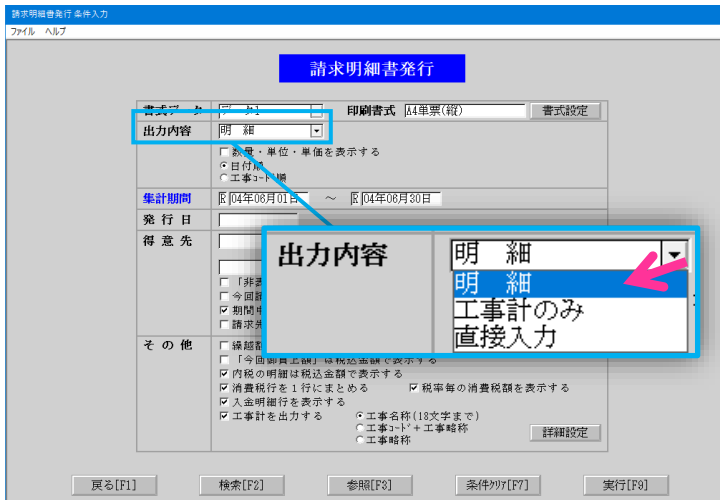 請求明細書発行 条件入力
ファイル ヘルプ
請求明細書発行
書式データ データ1 印刷書式 A4単票(縦) 書式設定
出力内容 明 細
数量・単位・単価を表示する
日付順
工事コード順
集計期間 R 04年06月01日 ～ R 04年06月30日
発行日
得意先
出力内容 明 細
明 細
工事計のみ
直接入力
「非表
今回請
期間中
請求先
その他 繰越額
「今回御買上額」は税込金額で表示する
内税の明細は税込金額で表示する
消費税行を1行にまとめる 税率毎の消費税額を表示する
入金明細行を表示する
工事計を出力する 工事名称(18文字まで)
工事コード+工事略称
工事略称 詳細設定
戻る[F1] 検索[F2] 参照[F3] 条件クリア[F7] 実行[F9]